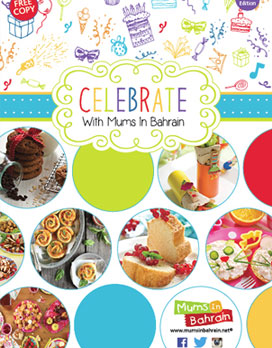 FREE
COPY
Edition
CELEBRATE
With Mums In Bahrain
Mums in
Bahrain
www.mumsinbahrain.net